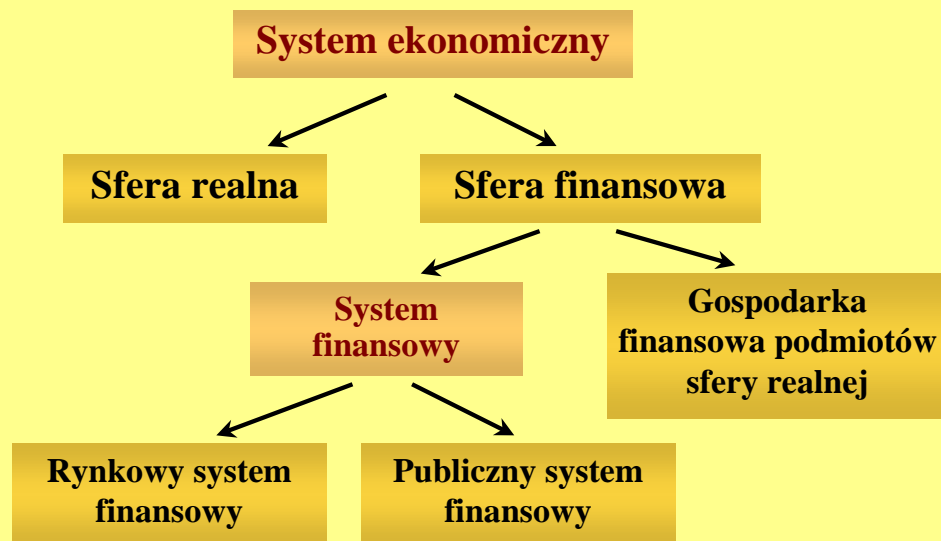 System ekonomiczny
Sfera realna
Sfera finansowa
System
finansowy
Gospodarka
finansowa podmiotów
sfery realnej
Rynkowy system
finansowy
Publiczny system
finansowy